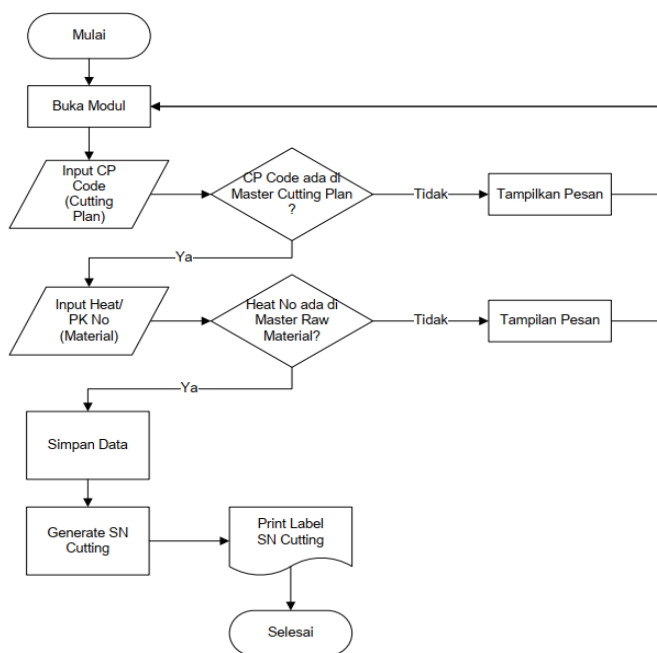 Mulai
Buka Modul
Input CP
Code
(Cutting
Plan)
CP Code ada di
Master Cutting Plan
?
Tidak
Tampilkan Pesan
Ya
Input Heat/
PK No
(Material)
Heat No ada di
Master Raw
Material?
Tidak
Tampilan Pesan
Ya
Simpan Data
Generate SN
Cutting
Print Label
SN Cutting
Selesai